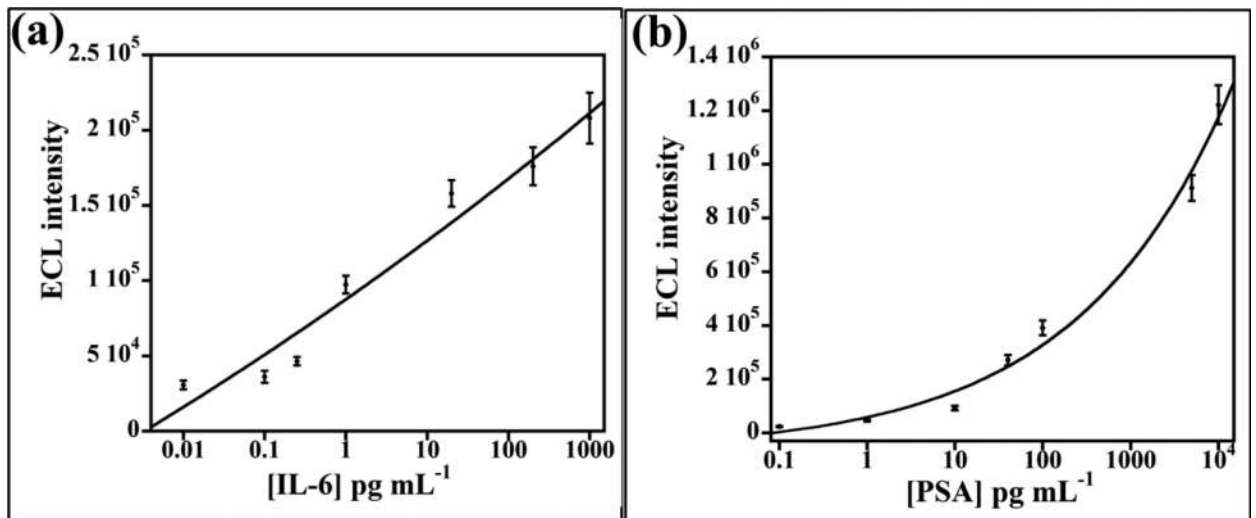 (a)
ECL intensity
2.5 10⁵
2 10⁵
1.5 10⁵
1 10⁵
5 10⁴
0
0.01 0.1 1 10 100 1000
[IL-6] pg mL⁻¹
(b)
ECL intensity
1.4 10⁶
1.2 10⁶
1 10⁶
8 10⁵
6 10⁵
4 10⁵
2 10⁵
0
0.1 1 10 100 1000 10⁴
[PSA] pg mL⁻¹